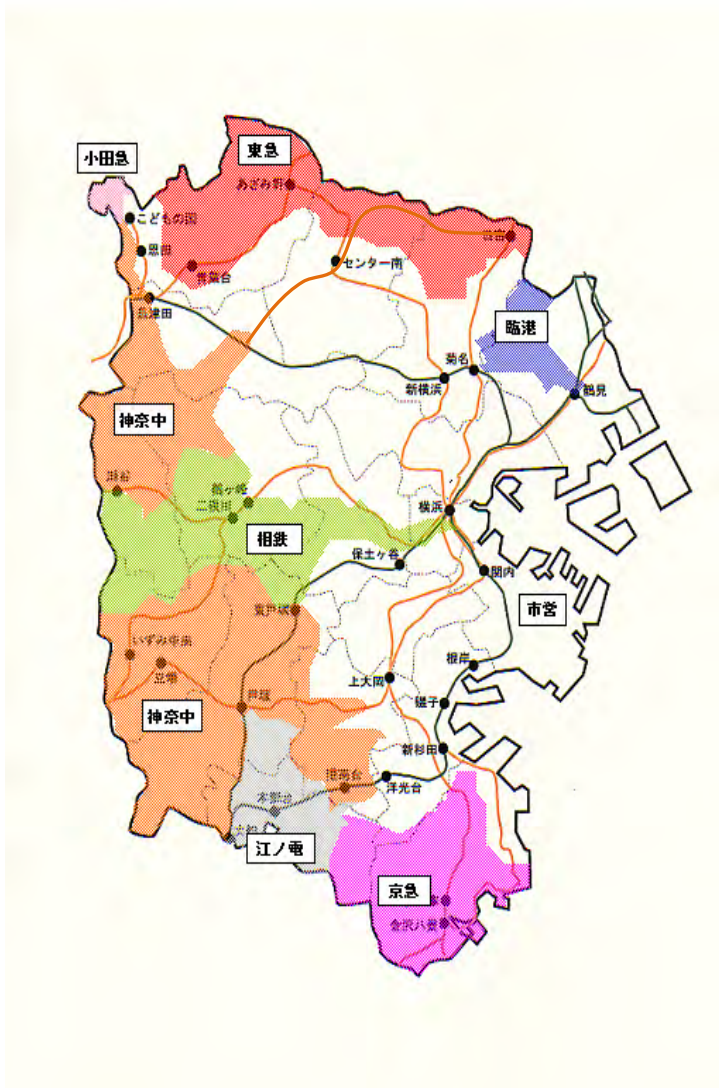 小田急
東急
あざみ野
こどもの国
恩田
青葉台
センター南
日吉
長津田
臨港
菊名
新横浜
鶴見
神奈中
瀬谷
鶴ヶ峰
二俣川
横浜
相鉄
保土ヶ谷
関内
市営
東戸塚
いずみ中央
立場
根岸
上大岡
戸塚
磯子
神奈中
新杉田
港南台
洋光台
本郷台
大船
江ノ電
京急
金沢八景